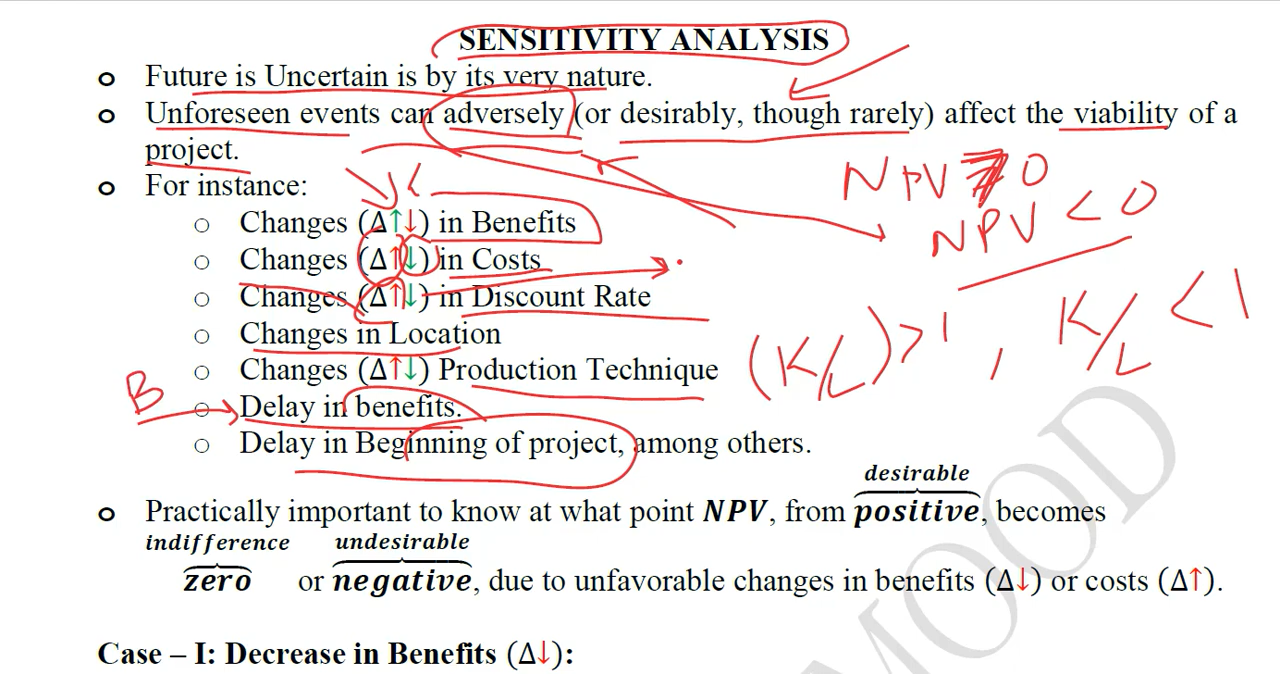 SENSITIVITY ANALYSIS
o Future is Uncertain is by its very nature.
o Unforeseen events can adversely (or desirably, though rarely) affect the viability of a
project.
NPV 0
o For instance:
NPV < 0
o Changes (Δ↑↓) in Benefits
o Changes (Δ↑↓) in Costs
o Changes (Δ↑↓) in Discount Rate
o Changes in Location
(K/L) > 1 , K/L < 1
o Changes (Δ↑↓) Production Technique
B
o Delay in benefits.
o Delay in Beginning of project, among others.
desirable
o Practically important to know at what point NPV, from positive, becomes
indifference undesirable
zero or negative, due to unfavorable changes in benefits (Δ↓) or costs (Δ↑).
Case – I: Decrease in Benefits (Δ↓):
MOOD